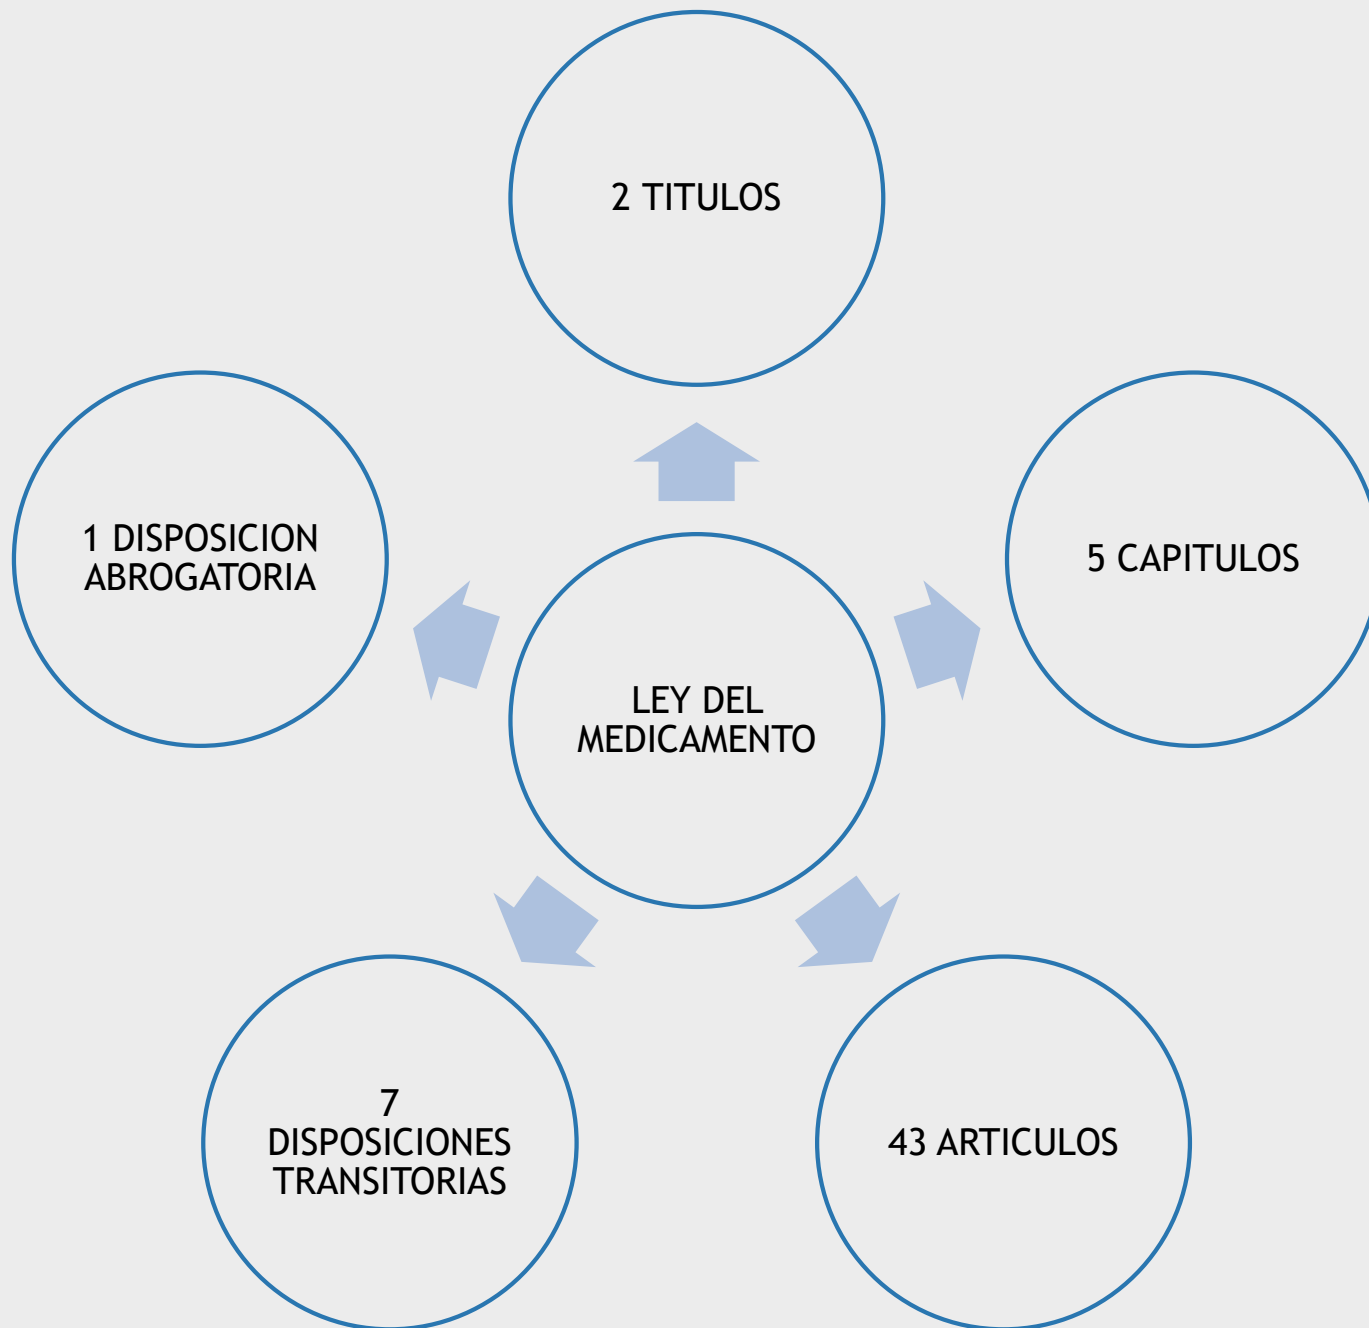 2 TITULOS
1 DISPOSICION
ABROGATORIA
5 CAPITULOS
LEY DEL
MEDICAMENTO
7
DISPOSICIONES
TRANSITORIAS
43 ARTICULOS